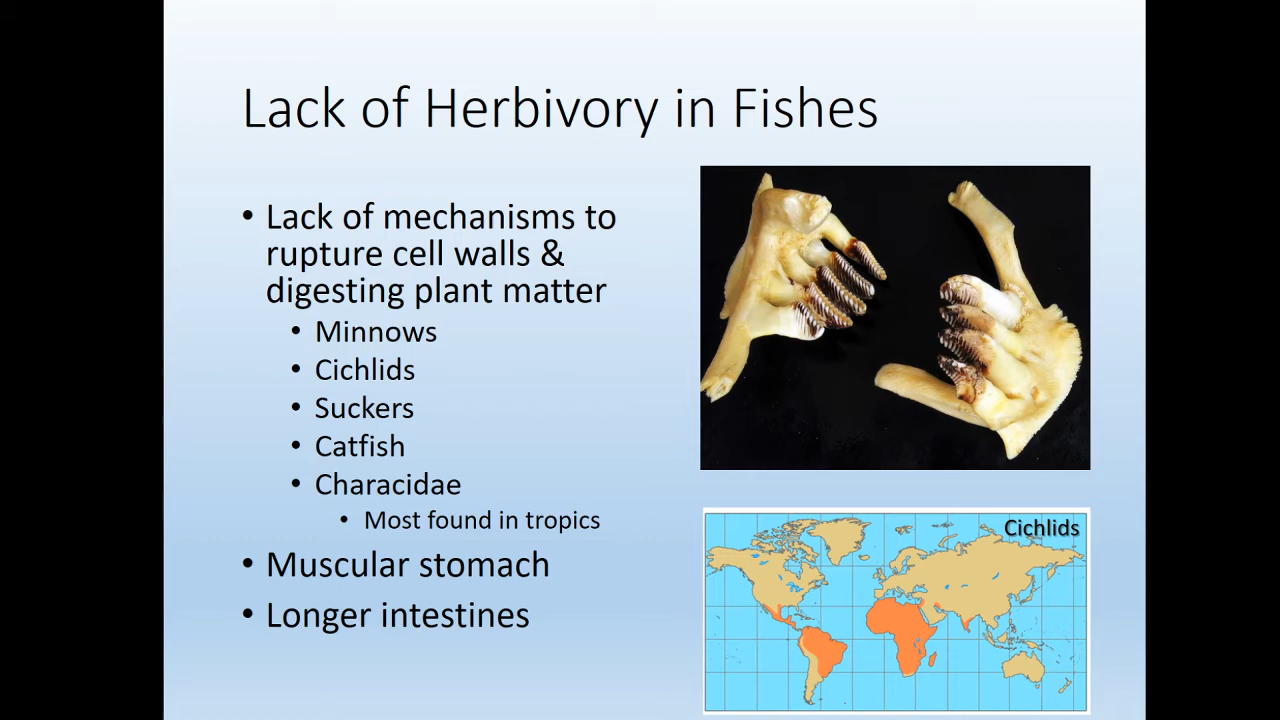 Lack of Herbivory in Fishes
• Lack of mechanisms to
rupture cell walls &
digesting plant matter
• Minnows
• Cichlids
• Suckers
• Catfish
• Characidae
• Most found in tropics
• Muscular stomach
• Longer intestines
Cichlids